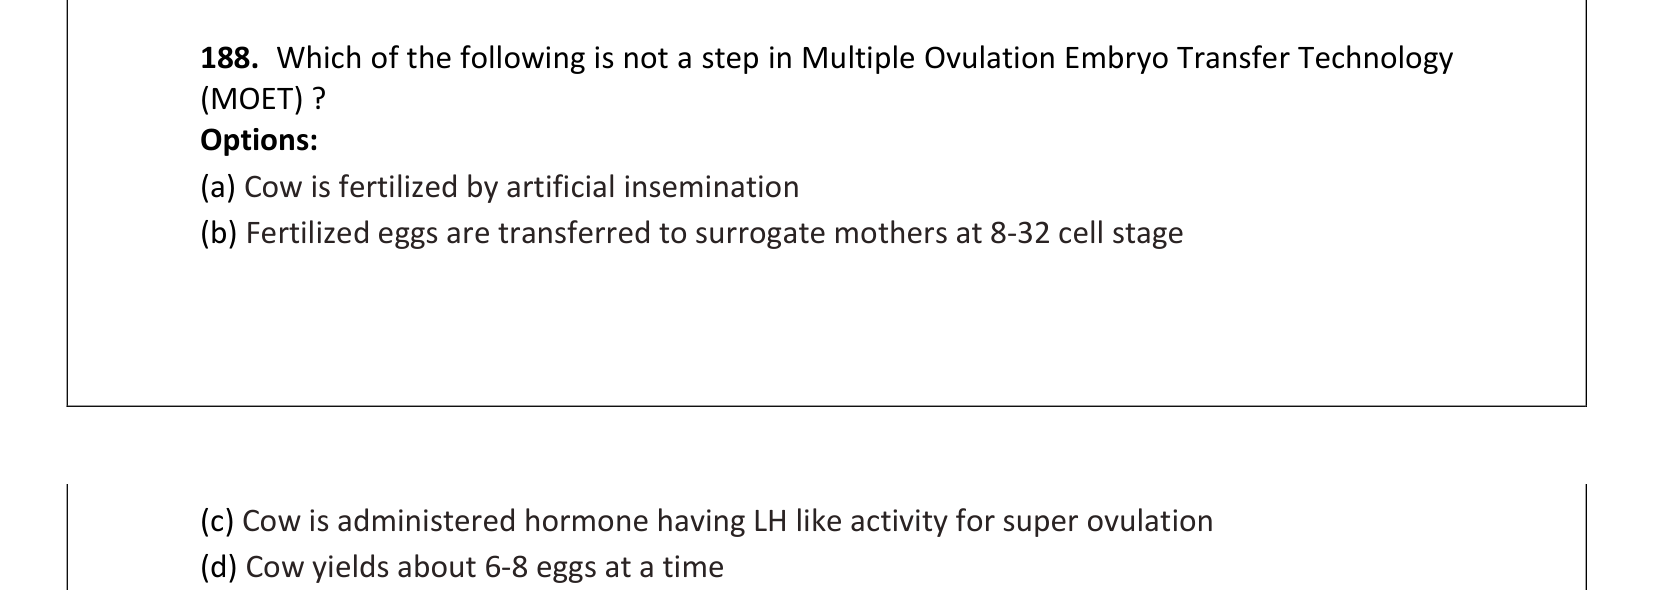 188. Which of the following is not a step in Multiple Ovulation Embryo Transfer Technology
(MOET) ?
Options:
(a) Cow is fertilized by artificial insemination
(b) Fertilized eggs are transferred to surrogate mothers at 8-32 cell stage
(c) Cow is administered hormone having LH like activity for super ovulation
(d) Cow yields about 6-8 eggs at a time